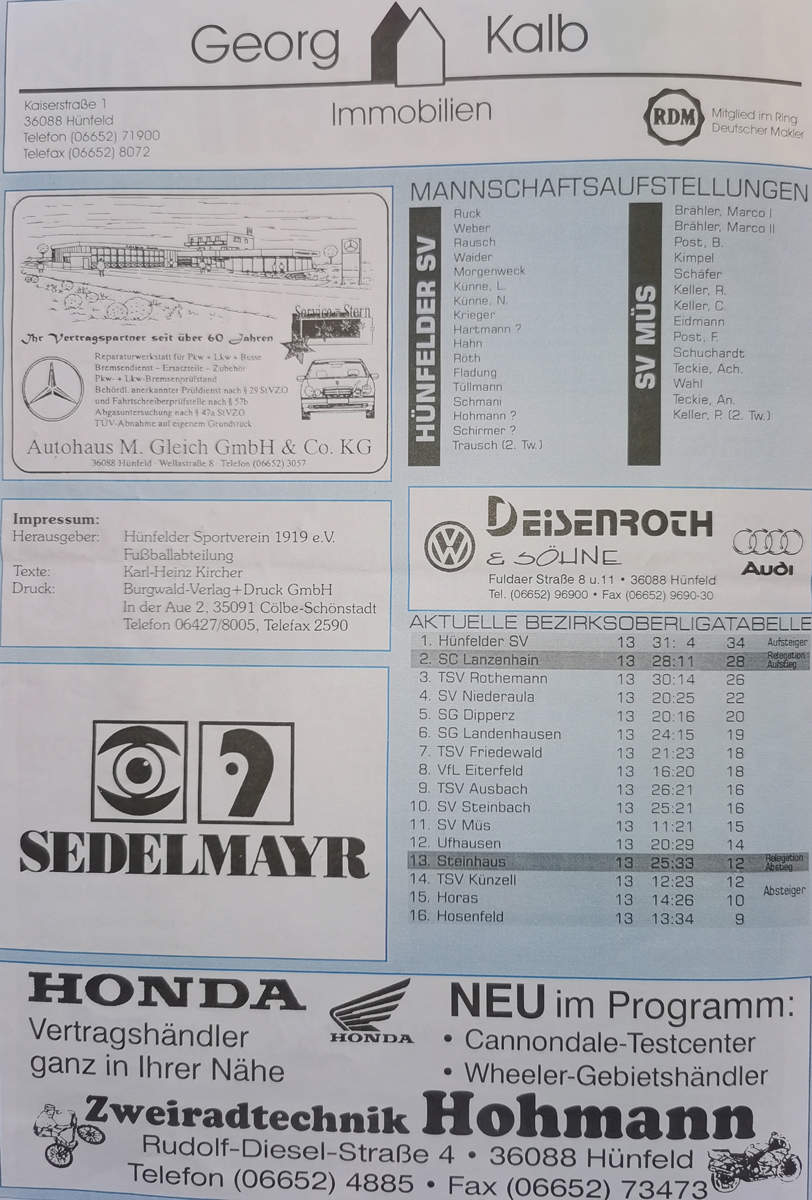 Georg Kalb
Immobilien
Kaiserstraße 1
36088 Hünfeld
Telefon (06652) 71900
Telefax (06652) 8072
RDM
Mitglied im Ring
Deutscher Makler
Service - Stern
Ihr Vertragspartner seit über 60 Jahren
Reparaturwerkstatt für Pkw + Lkw + Busse
Bremsendienst – Ersatzteile – Zubehör
Pkw- + Lkw-Bremsenprüfstand
Behördl. anerkannter Prüfdienst nach § 29 StVZO
und Fahrtschreiberprüfstelle nach § 57b
Abgasuntersuchung nach § 47a StVZO
TÜV-Abnahme auf eigenem Grundstück
Autohaus M. Gleich GmbH & Co. KG
36088 Hünfeld · Wellastraße 8 · Telefon (06652) 3057
MANNSCHAFTSAUFSTELLUNGEN
HÜNFELDER SV
Ruck
Weber
Rausch
Waider
Morgenweck
Künne, L.
Künne, N.
Krieger
Hartmann ?
Hahn
Röth
Fladung
Tüllmann
Schmani
Hohmann ?
Schirmer ?
Trausch (2. Tw.)
SV MÜS
Brähler, Marco I
Brähler, Marco II
Post, B.
Kimpel
Schäfer
Keller, R.
Keller, C.
Eidmann
Post, F.
Schuchardt
Teckie, Ach.
Wahl
Teckie, An.
Keller, P. (2. Tw.)
Impressum:
Herausgeber: Hünfelder Sportverein 1919 e.V.
Fußballabteilung
Texte: Karl-Heinz Kircher
Druck: Burgwald-Verlag+Druck GmbH
In der Aue 2, 35091 Cölbe-Schönstadt
Telefon 06427/8005, Telefax 2590
DEISENROTH
& SÖHNE
Audi
Fuldaer Straße 8 u.11 • 36088 Hünfeld
Tel. (06652) 96900 • Fax (06652) 9690-30
AKTUELLE BEZIRKSOBERLIGATABELLE
1. Hünfelder SV 13 31: 4 34 Aufsteiger
2. SC Lanzenhain 13 28:11 28 Relegation Aufstieg
3. TSV Rothemann 13 30:14 26
4. SV Niederaula 13 20:25 22
5. SG Dipperz 13 20:16 20
6. SG Landenhausen 13 24:15 19
7. TSV Friedewald 13 21:23 18
8. VfL Eiterfeld 13 16:20 18
9. TSV Ausbach 13 26:21 16
10. SV Steinbach 13 25:21 16
11. SV Müs 13 11:21 15
12. Ufhausen 13 20:29 14
13. Steinhaus 13 25:33 12 Relegation Abstieg
14. TSV Künzell 13 12:23 12
Absteiger
15. Horas 13 14:26 10
16. Hosenfeld 13 13:34 9
SEDELMAYR
HONDA
Vertragshändler
ganz in Ihrer Nähe
HONDA
NEU im Programm:
• Cannondale-Testcenter
• Wheeler-Gebietshändler
Zweiradtechnik Hohmann
Rudolf-Diesel-Straße 4 • 36088 Hünfeld
Telefon (06652) 4885 • Fax (06652) 73473